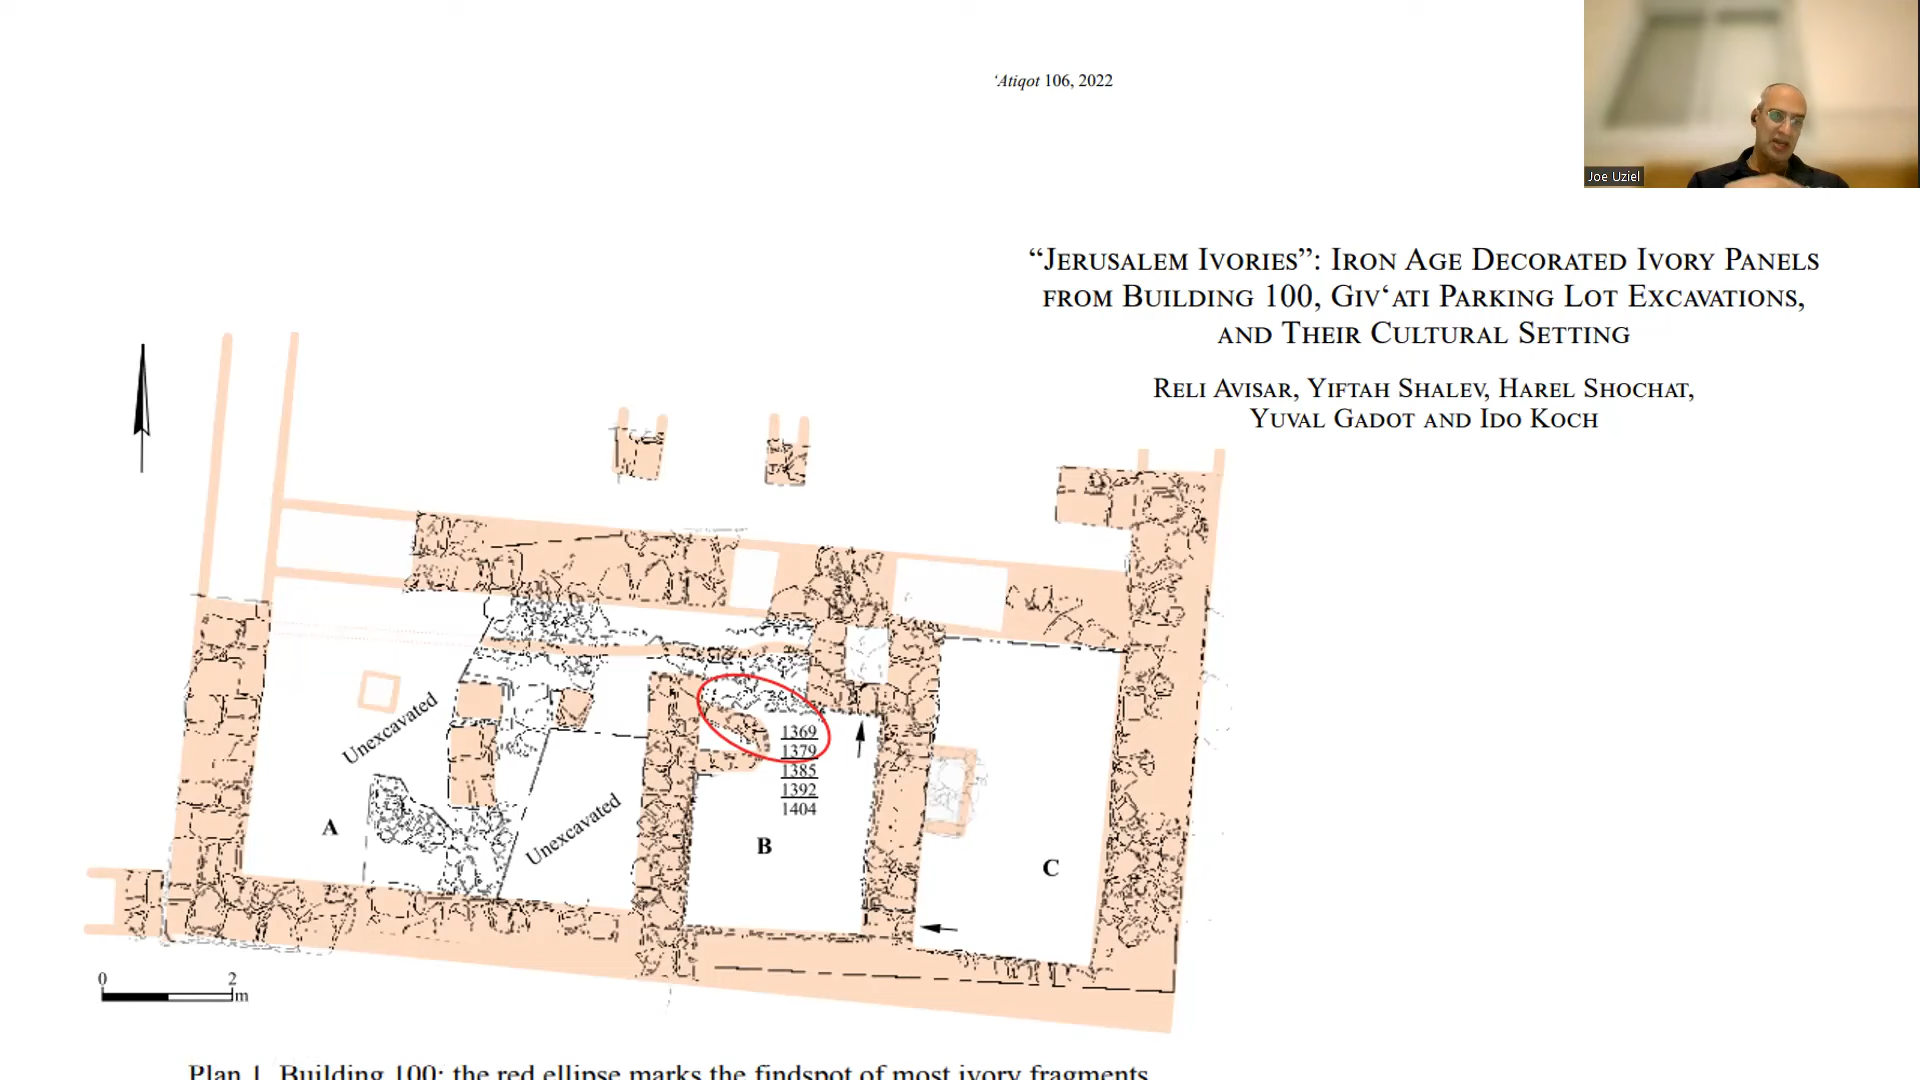 ‘Atiqot 106, 2022
Joe Uziel
“Jerusalem Ivories”: Iron Age Decorated Ivory Panels
from Building 100, Giv‘ati Parking Lot Excavations,
and Their Cultural Setting
Reli Avisar, Yiftah Shalev, Harel Shochat,
Yuval Gadot and Ido Koch
Unexcavated
1369
1379
1385
1392
1404
A
Unexcavated
B
C
0 2
m
Plan 1. Building 100: the red ellipse marks the findspot of most ivory fragments